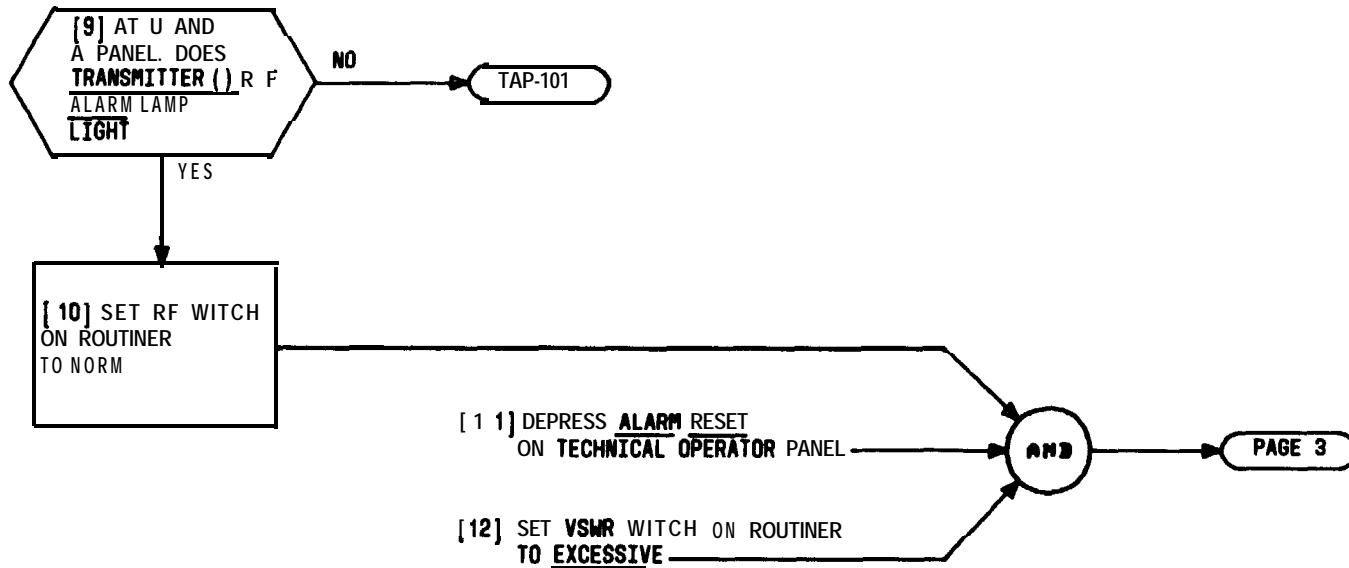 [9] AT U AND
A PANEL. DOES
TRANSMITTER () R F
ALARM LAMP
LIGHT
NO
TAP-101
YES
[10] SET RF WITCH
ON ROUTINER
TO NORM
[11] DEPRESS ALARM RESET
ON TECHNICAL OPERATOR PANEL
AND
PAGE 3
[12] SET VSWR WITCH ON ROUTINER
TO EXCESSIVE